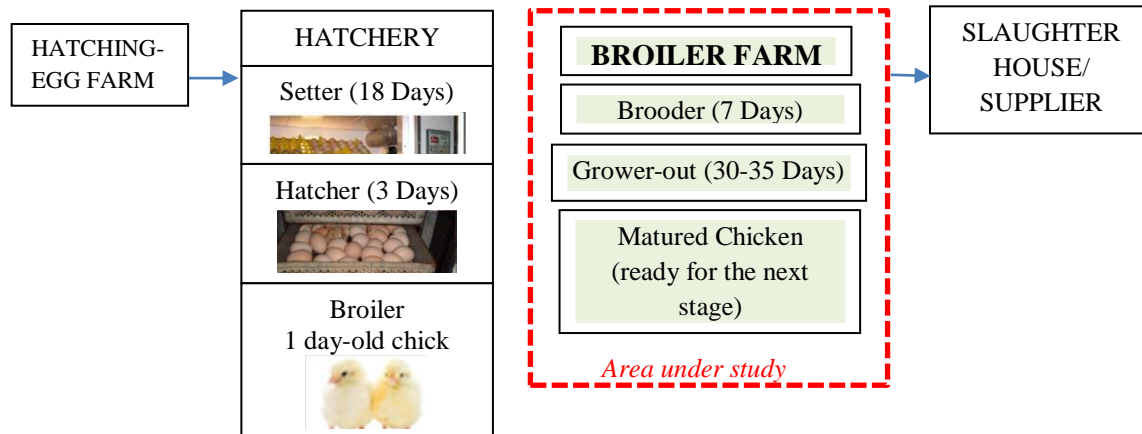 HATCHING-
EGG FARM
HATCHERY
Setter (18 Days)
Hatcher (3 Days)
Broiler
1 day-old chick
BROILER FARM
Brooder (7 Days)
Grower-out (30-35 Days)
Matured Chicken
(ready for the next
stage)
Area under study
SLAUGHTER
HOUSE/
SUPPLIER